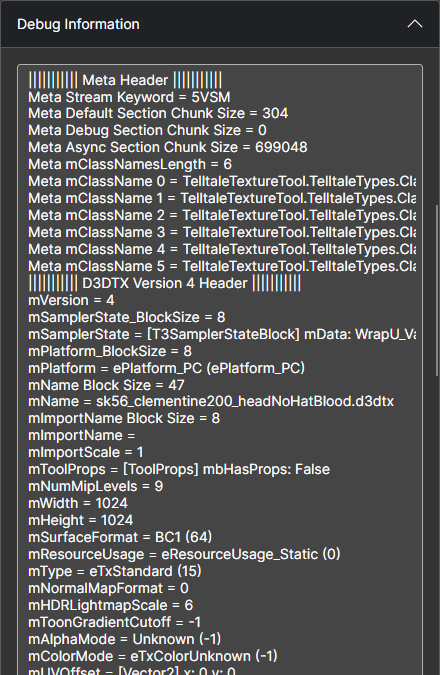 Debug Information
||||||||||| Meta Header |||||||||||
Meta Stream Keyword = 5VSM
Meta Default Section Chunk Size = 304
Meta Debug Section Chunk Size = 0
Meta Async Section Chunk Size = 699048
Meta mClassNamesLength = 6
Meta mClassName 0 = TelltaleTextureTool.TelltaleTypes.Cla
Meta mClassName 1 = TelltaleTextureTool.TelltaleTypes.Cla
Meta mClassName 2 = TelltaleTextureTool.TelltaleTypes.Cla
Meta mClassName 3 = TelltaleTextureTool.TelltaleTypes.Cla
Meta mClassName 4 = TelltaleTextureTool.TelltaleTypes.Cla
Meta mClassName 5 = TelltaleTextureTool.TelltaleTypes.Cla
||||||||||| D3DTX Version 4 Header |||||||||||
mVersion = 4
mSamplerState_BlockSize = 8
mSamplerState = [T3SamplerStateBlock] mData: WrapU_Va
mPlatform_BlockSize = 8
mPlatform = ePlatform_PC (ePlatform_PC)
mName Block Size = 47
mName = sk56_clementine200_headNoHatBlood.d3dtx
mImportName Block Size = 8
mImportName =
mImportScale = 1
mToolProps = [ToolProps] mbHasProps: False
mNumMipLevels = 9
mWidth = 1024
mHeight = 1024
mSurfaceFormat = BC1 (64)
mResourceUsage = eResourceUsage_Static (0)
mType = eTxStandard (15)
mNormalMapFormat = 0
mHDRLightmapScale = 6
mToonGradientCutoff = -1
mAlphaMode = Unknown (-1)
mColorMode = eTxColorUnknown (-1)
mUVOffset = [Vector2] x: 0 y: 0